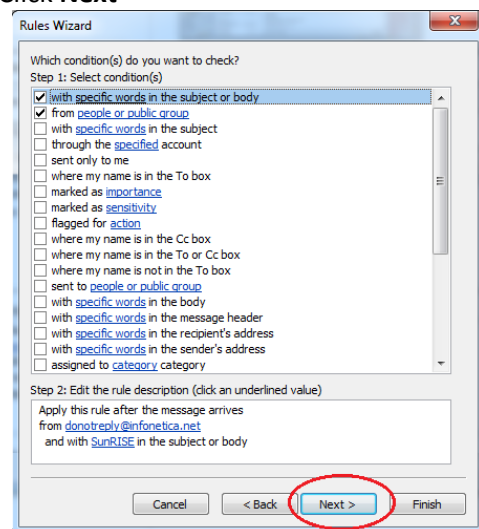 Click Next
Rules Wizard
Which condition(s) do you want to check?
Step 1: Select condition(s)
with specific words in the subject or body
from people or public group
with specific words in the subject
through the specified account
sent only to me
where my name is in the To box
marked as importance
marked as sensitivity
flagged for action
where my name is in the Cc box
where my name is in the To or Cc box
where my name is not in the To box
sent to people or public group
with specific words in the body
with specific words in the message header
with specific words in the recipient's address
with specific words in the sender's address
assigned to category category
Step 2: Edit the rule description (click an underlined value)
Apply this rule after the message arrives
from donotreply@infonetica.net
and with SunRISE in the subject or body
Cancel < Back Next > Finish